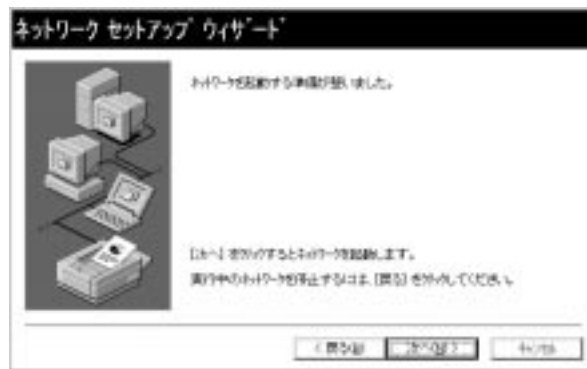 ネットワーク セットアップ ウィザード
ネットワークを起動する準備が整いました。
[次へ] をクリックするとネットワークを起動します。
実行中のネットワークを停止するには、[戻る] をクリックしてください。
< 戻る(B)
次へ(N) >
キャンセル